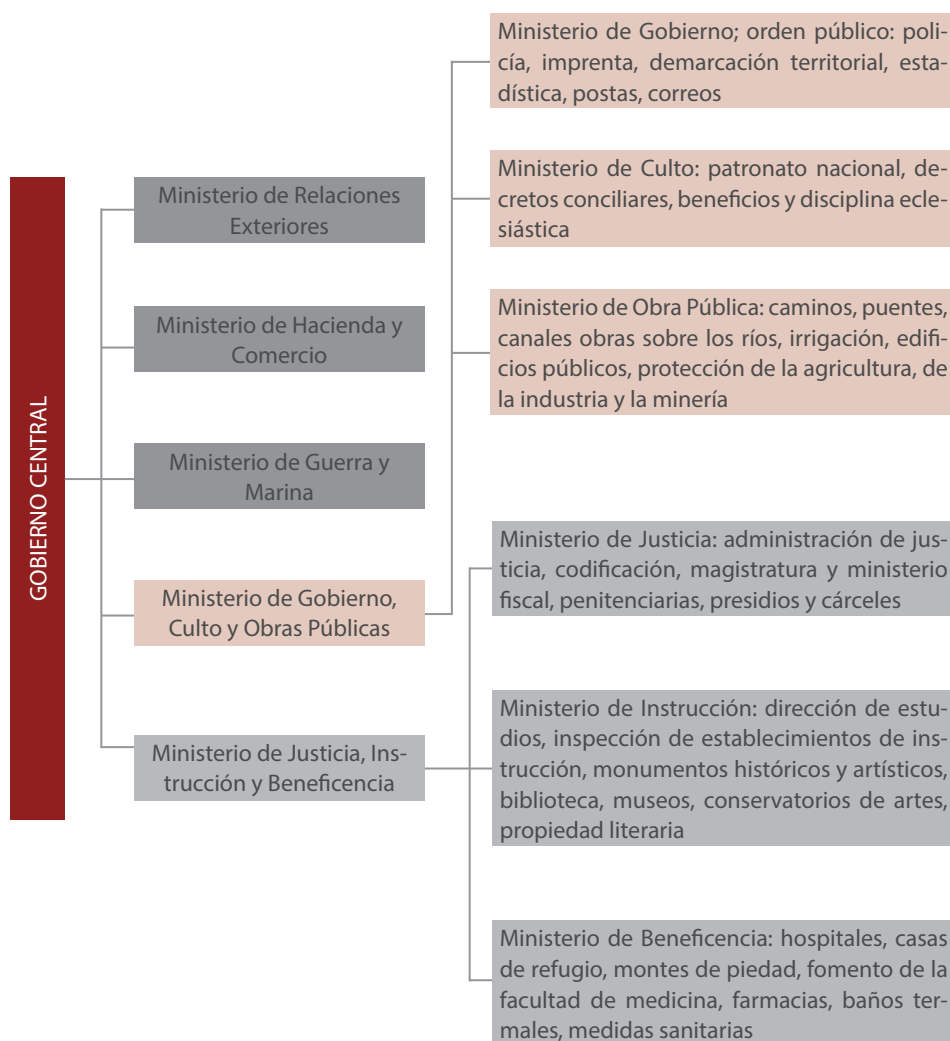 GOBIERNO CENTRAL
Ministerio de Relaciones
Exteriores
Ministerio de Hacienda y
Comercio
Ministerio de Guerra y
Marina
Ministerio de Gobierno,
Culto y Obras Públicas
Ministerio de Justicia, Ins-
trucción y Beneficencia
Ministerio de Gobierno; orden público: poli-
cía, imprenta, demarcación territorial, esta-
dística, postas, correos
Ministerio de Culto: patronato nacional, de-
cretos conciliares, beneficios y disciplina ecle-
siástica
Ministerio de Obra Pública: caminos, puentes,
canales obras sobre los ríos, irrigación, edifi-
cios públicos, protección de la agricultura, de
la industria y la minería
Ministerio de Justicia: administración de jus-
ticia, codificación, magistratura y ministerio
fiscal, penitenciarias, presidios y cárceles
Ministerio de Instrucción: dirección de estu-
dios, inspección de establecimientos de ins-
trucción, monumentos históricos y artísticos,
biblioteca, museos, conservatorios de artes,
propiedad literaria
Ministerio de Beneficencia: hospitales, casas
de refugio, montes de piedad, fomento de la
facultad de medicina, farmacias, baños ter-
males, medidas sanitarias